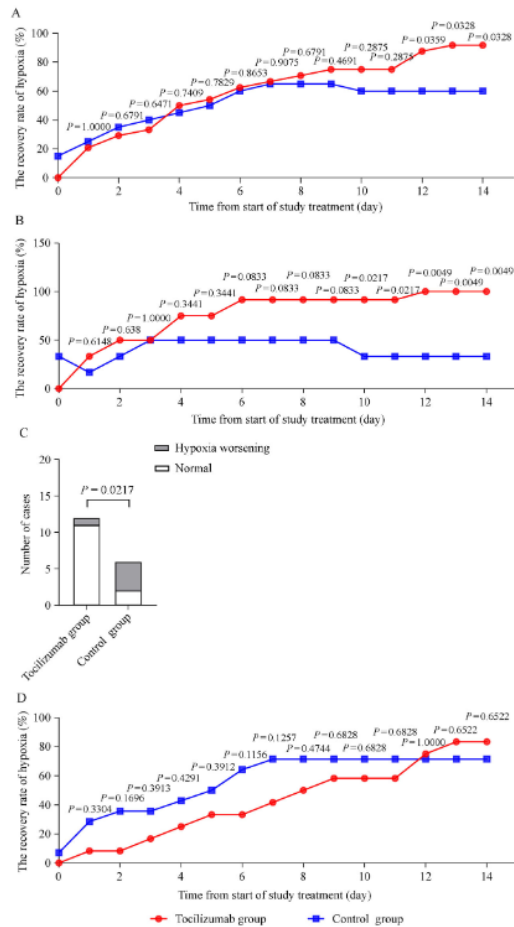 A
The recovery rate of hypoxia (%)
100
80
60
40
20
0
P=1.0000
P=0.6791
P=0.6471
P=0.7409
P=0.7829
P=0.8653
P=0.9075
P=0.6791
P=0.4691
P=0.2875
P=0.2875
P=0.0359
P=0.0328
P=0.0328
0 2 4 6 8 10 12 14
Time from start of study treatment (day)
B
The recovery rate of hypoxia (%)
150
100
50
0
P=0.6148
P=0.638
P=1.0000
P=0.3441
P=0.3441
P=0.0833
P=0.0833
P=0.0833
P=0.0833
P=0.0217
P=0.0217
P=0.0049
P=0.0049
P=0.0049
0 2 4 6 8 10 12 14
Time from start of study treatment (day)
C
Hypoxia worsening
Normal
Number of cases
20
15
10
5
0
P=0.0217
Tocilizumab group
Control group
D
The recovery rate of hypoxia (%)
100
80
60
40
20
0
P=0.3304
P=0.1696
P=0.3913
P=0.4291
P=0.3912
P=0.1156
P=0.1257
P=0.4744
P=0.6828
P=0.6828
P=0.6828
P=1.0000
P=0.6522
P=0.6522
0 2 4 6 8 10 12 14
Time from start of study treatment (day)
Tocilizumab group
Control group